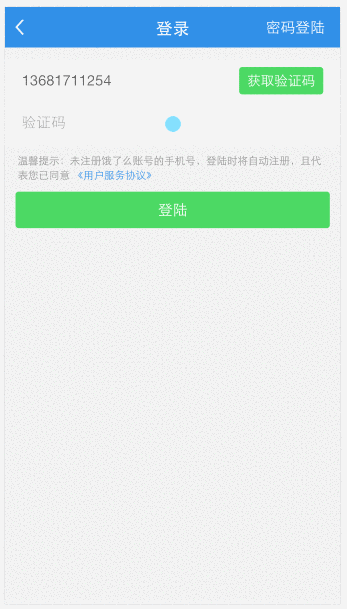 登录 密码登陆
13681711254 获取验证码
验证码
温馨提示：未注册饿了么账号的手机号，登陆时将自动注册，且代
表您已同意 《用户服务协议》
登陆